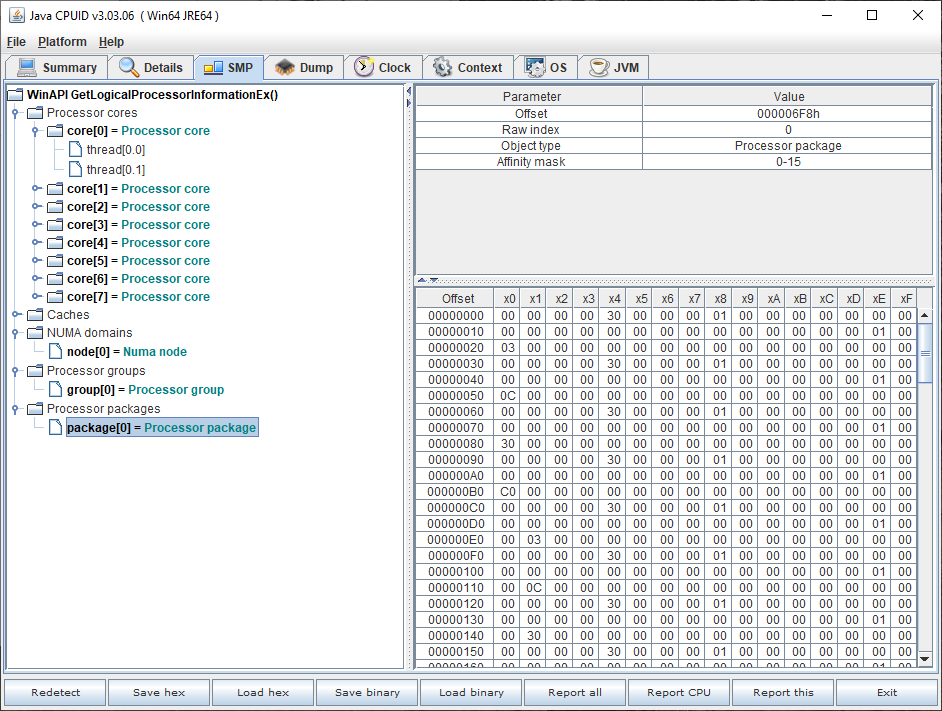 Java CPUID v3.03.06 ( Win64 JRE64 )
File Platform Help
Summary Details SMP Dump Clock Context OS JVM
WinAPI GetLogicalProcessorInformationEx()
Processor cores
core[0] = Processor core
thread[0.0]
thread[0.1]
core[1] = Processor core
core[2] = Processor core
core[3] = Processor core
core[4] = Processor core
core[5] = Processor core
core[6] = Processor core
core[7] = Processor core
Caches
NUMA domains
node[0] = Numa node
Processor groups
group[0] = Processor group
Processor packages
package[0] = Processor package
Parameter Value
Offset 000006F8h
Raw index 0
Object type Processor package
Affinity mask 0-15
Offset x0 x1 x2 x3 x4 x5 x6 x7 x8 x9 xA xB xC xD xE xF
00000000 00 00 00 00 30 00 00 00 01 00 00 00 00 00 00 00
00000010 00 00 00 00 00 00 00 00 00 00 00 00 00 00 01 00
00000020 03 00 00 00 00 00 00 00 00 00 00 00 00 00 00 00
00000030 00 00 00 00 30 00 00 00 01 00 00 00 00 00 00 00
00000040 00 00 00 00 00 00 00 00 00 00 00 00 00 00 01 00
00000050 0C 00 00 00 00 00 00 00 00 00 00 00 00 00 00 00
00000060 00 00 00 00 30 00 00 00 01 00 00 00 00 00 00 00
00000070 00 00 00 00 00 00 00 00 00 00 00 00 00 00 01 00
00000080 30 00 00 00 00 00 00 00 00 00 00 00 00 00 00 00
00000090 00 00 00 00 30 00 00 00 01 00 00 00 00 00 00 00
000000A0 00 00 00 00 00 00 00 00 00 00 00 00 00 00 01 00
000000B0 C0 00 00 00 00 00 00 00 00 00 00 00 00 00 00 00
000000C0 00 00 00 00 30 00 00 00 01 00 00 00 00 00 00 00
000000D0 00 00 00 00 00 00 00 00 00 00 00 00 00 00 01 00
000000E0 00 03 00 00 00 00 00 00 00 00 00 00 00 00 00 00
000000F0 00 00 00 00 30 00 00 00 01 00 00 00 00 00 00 00
00000100 00 00 00 00 00 00 00 00 00 00 00 00 00 00 01 00
00000110 00 0C 00 00 00 00 00 00 00 00 00 00 00 00 00 00
00000120 00 00 00 00 30 00 00 00 01 00 00 00 00 00 00 00
00000130 00 00 00 00 00 00 00 00 00 00 00 00 00 00 01 00
00000140 00 30 00 00 00 00 00 00 00 00 00 00 00 00 00 00
00000150 00 00 00 00 30 00 00 00 01 00 00 00 00 00 00 00
Redetect Save hex Load hex Save binary Load binary Report all Report CPU Report this Exit